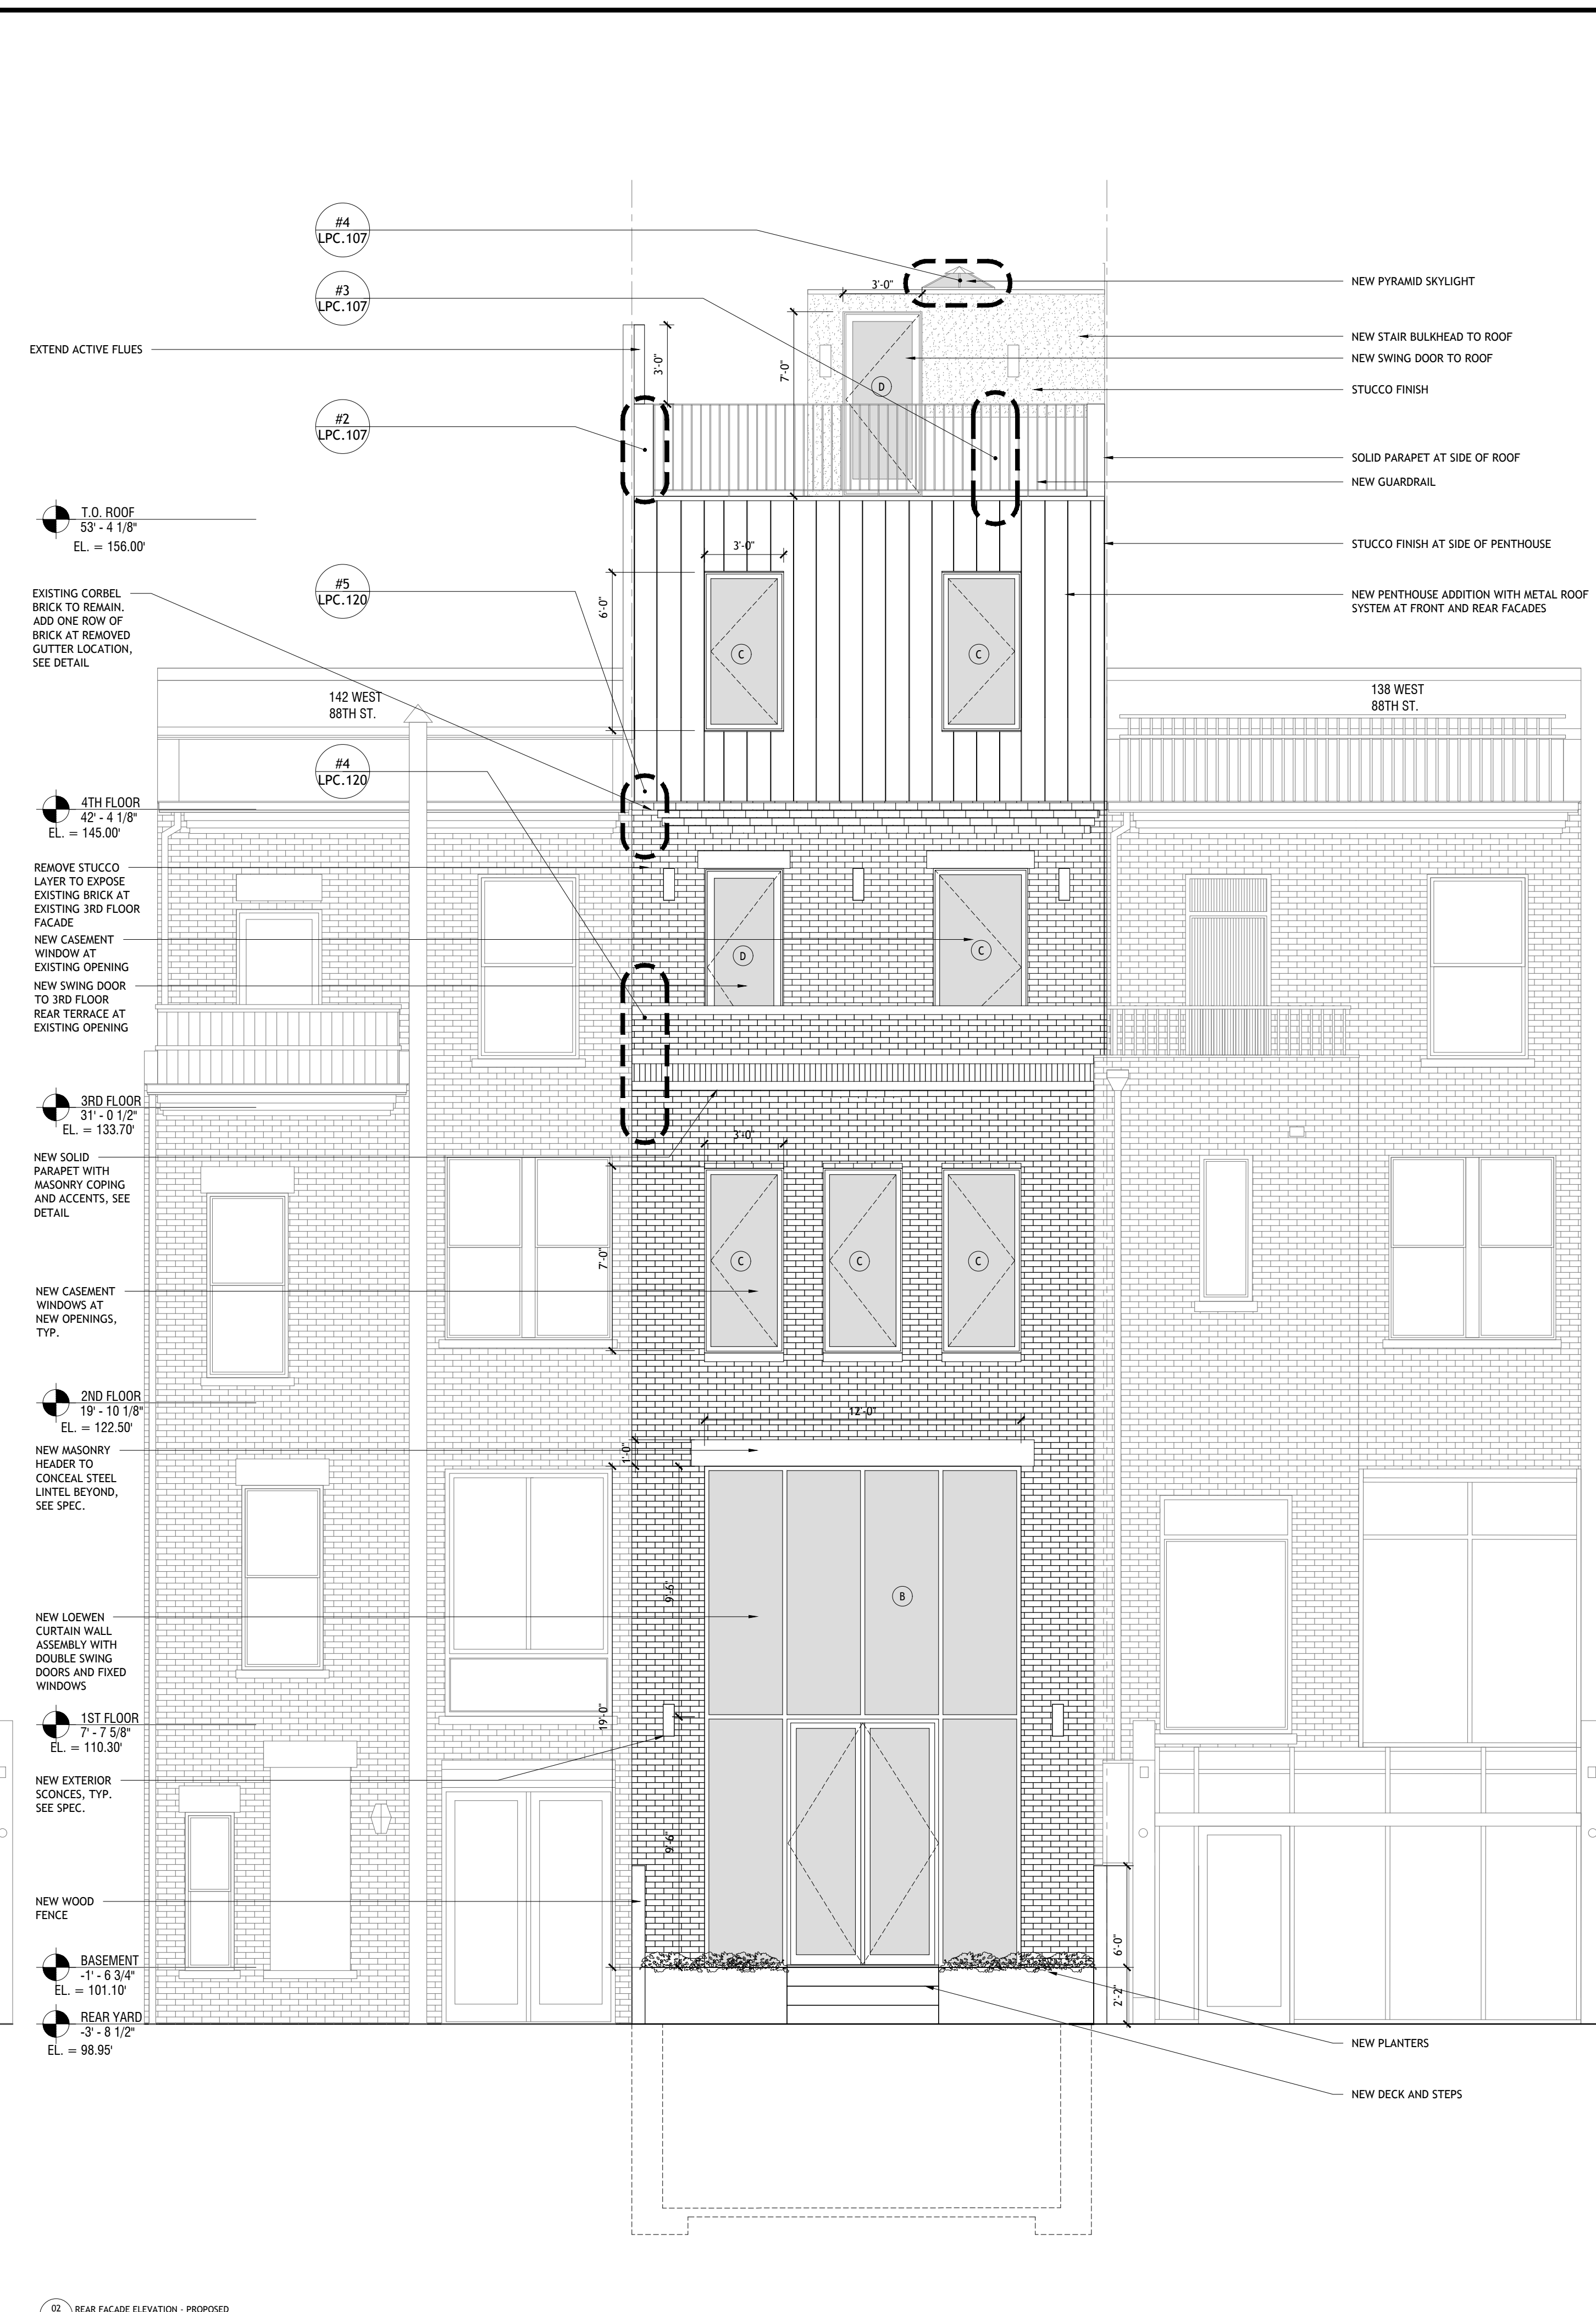 #4
LPC.107
#3
LPC.107
3'-0"
NEW PYRAMID SKYLIGHT
NEW STAIR BULKHEAD TO ROOF
EXTEND ACTIVE FLUES
NEW SWING DOOR TO ROOF
3'-0"
7'-0"
D
STUCCO FINISH
#2
LPC.107
SOLID PARAPET AT SIDE OF ROOF
NEW GUARDRAIL
T.O. ROOF
53' - 4 1/8"
EL. = 156.00'
STUCCO FINISH AT SIDE OF PENTHOUSE
3'-0"
#5
LPC.120
6'-0"
EXISTING CORBEL
BRICK TO REMAIN.
ADD ONE ROW OF
BRICK AT REMOVED
GUTTER LOCATION,
SEE DETAIL
NEW PENTHOUSE ADDITION WITH METAL ROOF
SYSTEM AT FRONT AND REAR FACADES
C
C
142 WEST
88TH ST.
138 WEST
88TH ST.
#4
LPC.120
4TH FLOOR
42' - 4 1/8"
EL. = 145.00'
REMOVE STUCCO
LAYER TO EXPOSE
EXISTING BRICK AT
EXISTING 3RD FLOOR
FACADE
NEW CASEMENT
WINDOW AT
EXISTING OPENING
D
C
NEW SWING DOOR
TO 3RD FLOOR
REAR TERRACE AT
EXISTING OPENING
3RD FLOOR
31' - 0 1/2"
EL. = 133.70'
3'-0"
NEW SOLID
PARAPET WITH
MASONRY COPING
AND ACCENTS, SEE
DETAIL
7'-0"
C
C
C
NEW CASEMENT
WINDOWS AT
NEW OPENINGS,
TYP.
2ND FLOOR
19' - 10 1/8"
EL. = 122.50'
12'-0"
1'-0"
NEW MASONRY
HEADER TO
CONCEAL STEEL
LINTEL BEYOND,
SEE SPEC.
9'-6"
B
NEW LOEWEN
CURTAIN WALL
ASSEMBLY WITH
DOUBLE SWING
DOORS AND FIXED
WINDOWS
19'-0"
1ST FLOOR
7' - 7 5/8"
EL. = 110.30'
NEW EXTERIOR
SCONCES, TYP.
SEE SPEC.
9'-6"
NEW WOOD
FENCE
6'-0"
BASEMENT
-1' - 6 3/4"
EL. = 101.10'
2'-2"
REAR YARD
-3' - 8 1/2"
EL. = 98.95'
NEW PLANTERS
NEW DECK AND STEPS
02
REAR FACADE ELEVATION - PROPOSED